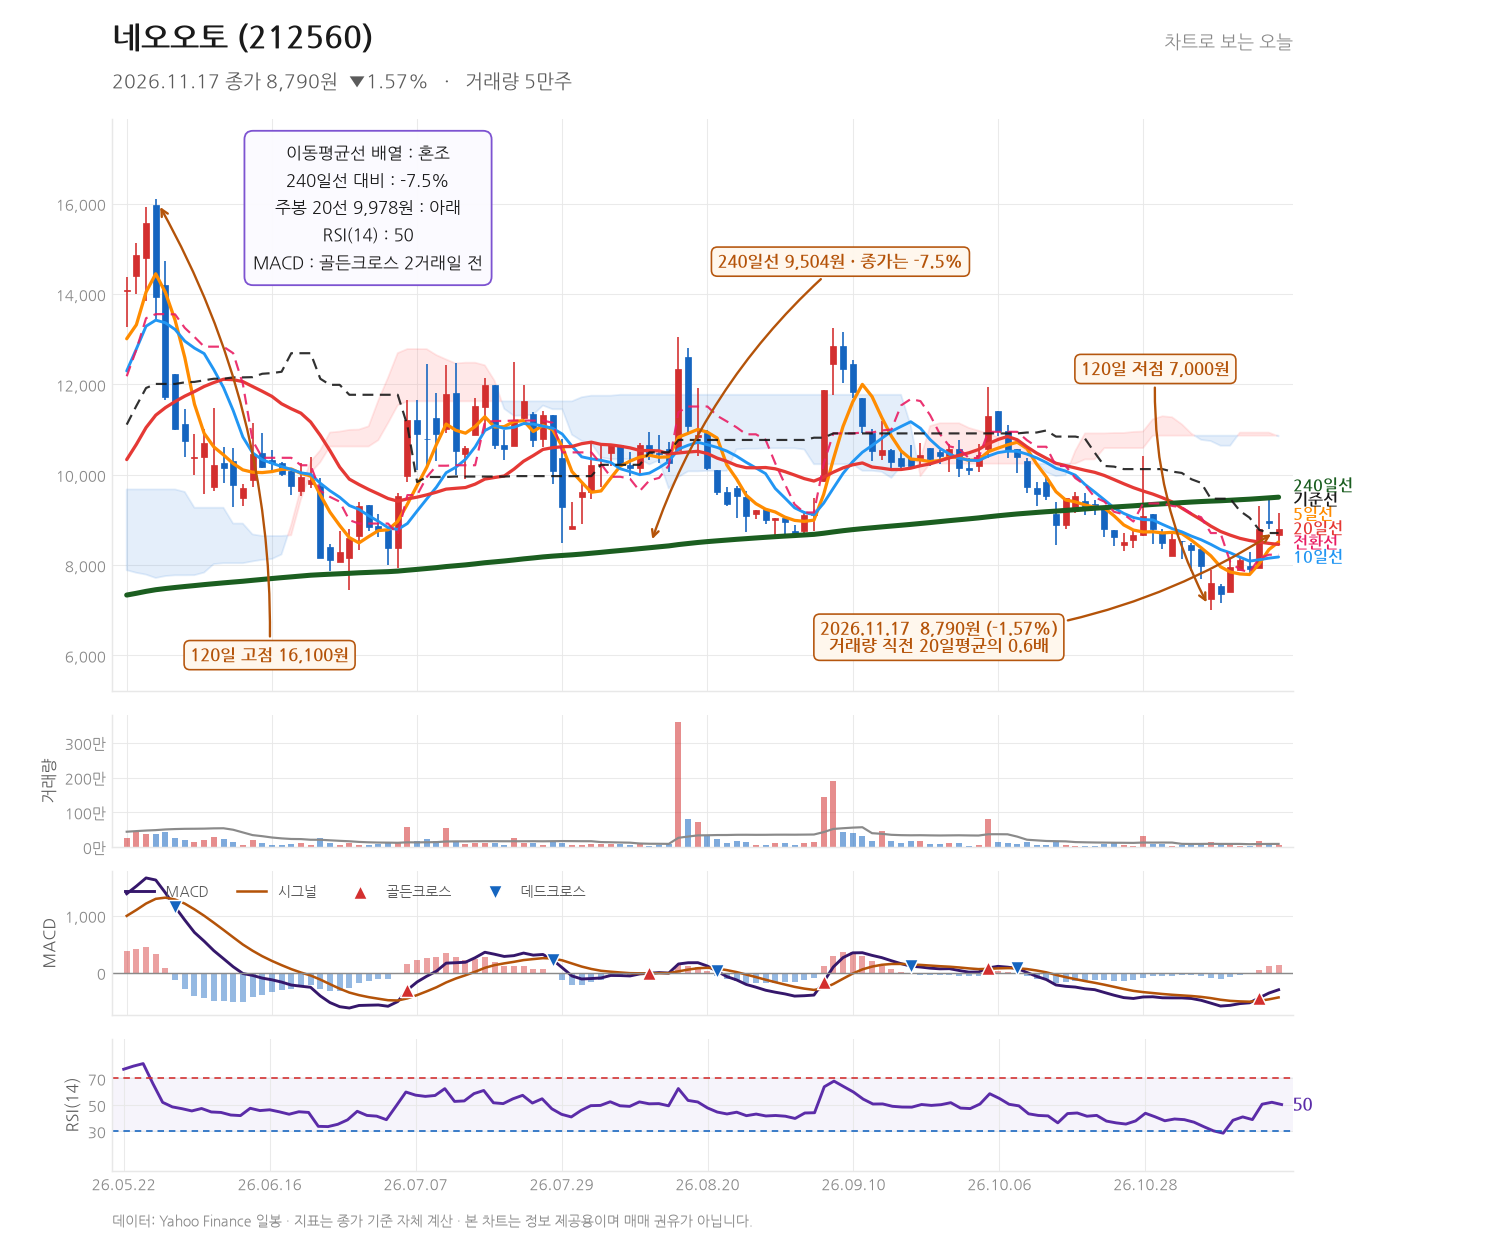 네오오토 (212560)
차트로 보는 오늘
2026.11.17 종가 8,790원 ▼1.57% · 거래량 5만주
이동평균선 배열 : 혼조
240일선 대비 : -7.5%
주봉 20선 9,978원 : 아래
RSI(14) : 50
MACD : 골든크로스 2거래일 전
240일선 9,504원 · 종가는 -7.5%
120일 저점 7,000원
2026.11.17 8,790원 (-1.57%)
거래량 직전 20일평균의 0.6배
120일 고점 16,100원
16,000
14,000
12,000
10,000
8,000
6,000
240일선
기준선
5일선
20일선
전환선
10일선
거래량
300만
200만
100만
0만
MACD
MACD
시그널
골든크로스
데드크로스
1,000
0
RSI(14)
70
50
30
50
26.05.22
26.06.16
26.07.07
26.07.29
26.08.20
26.09.10
26.10.06
26.10.28
데이터: Yahoo Finance 일봉 · 지표는 종가 기준 자체 계산 · 본 차트는 정보 제공용이며 매매 권유가 아닙니다.